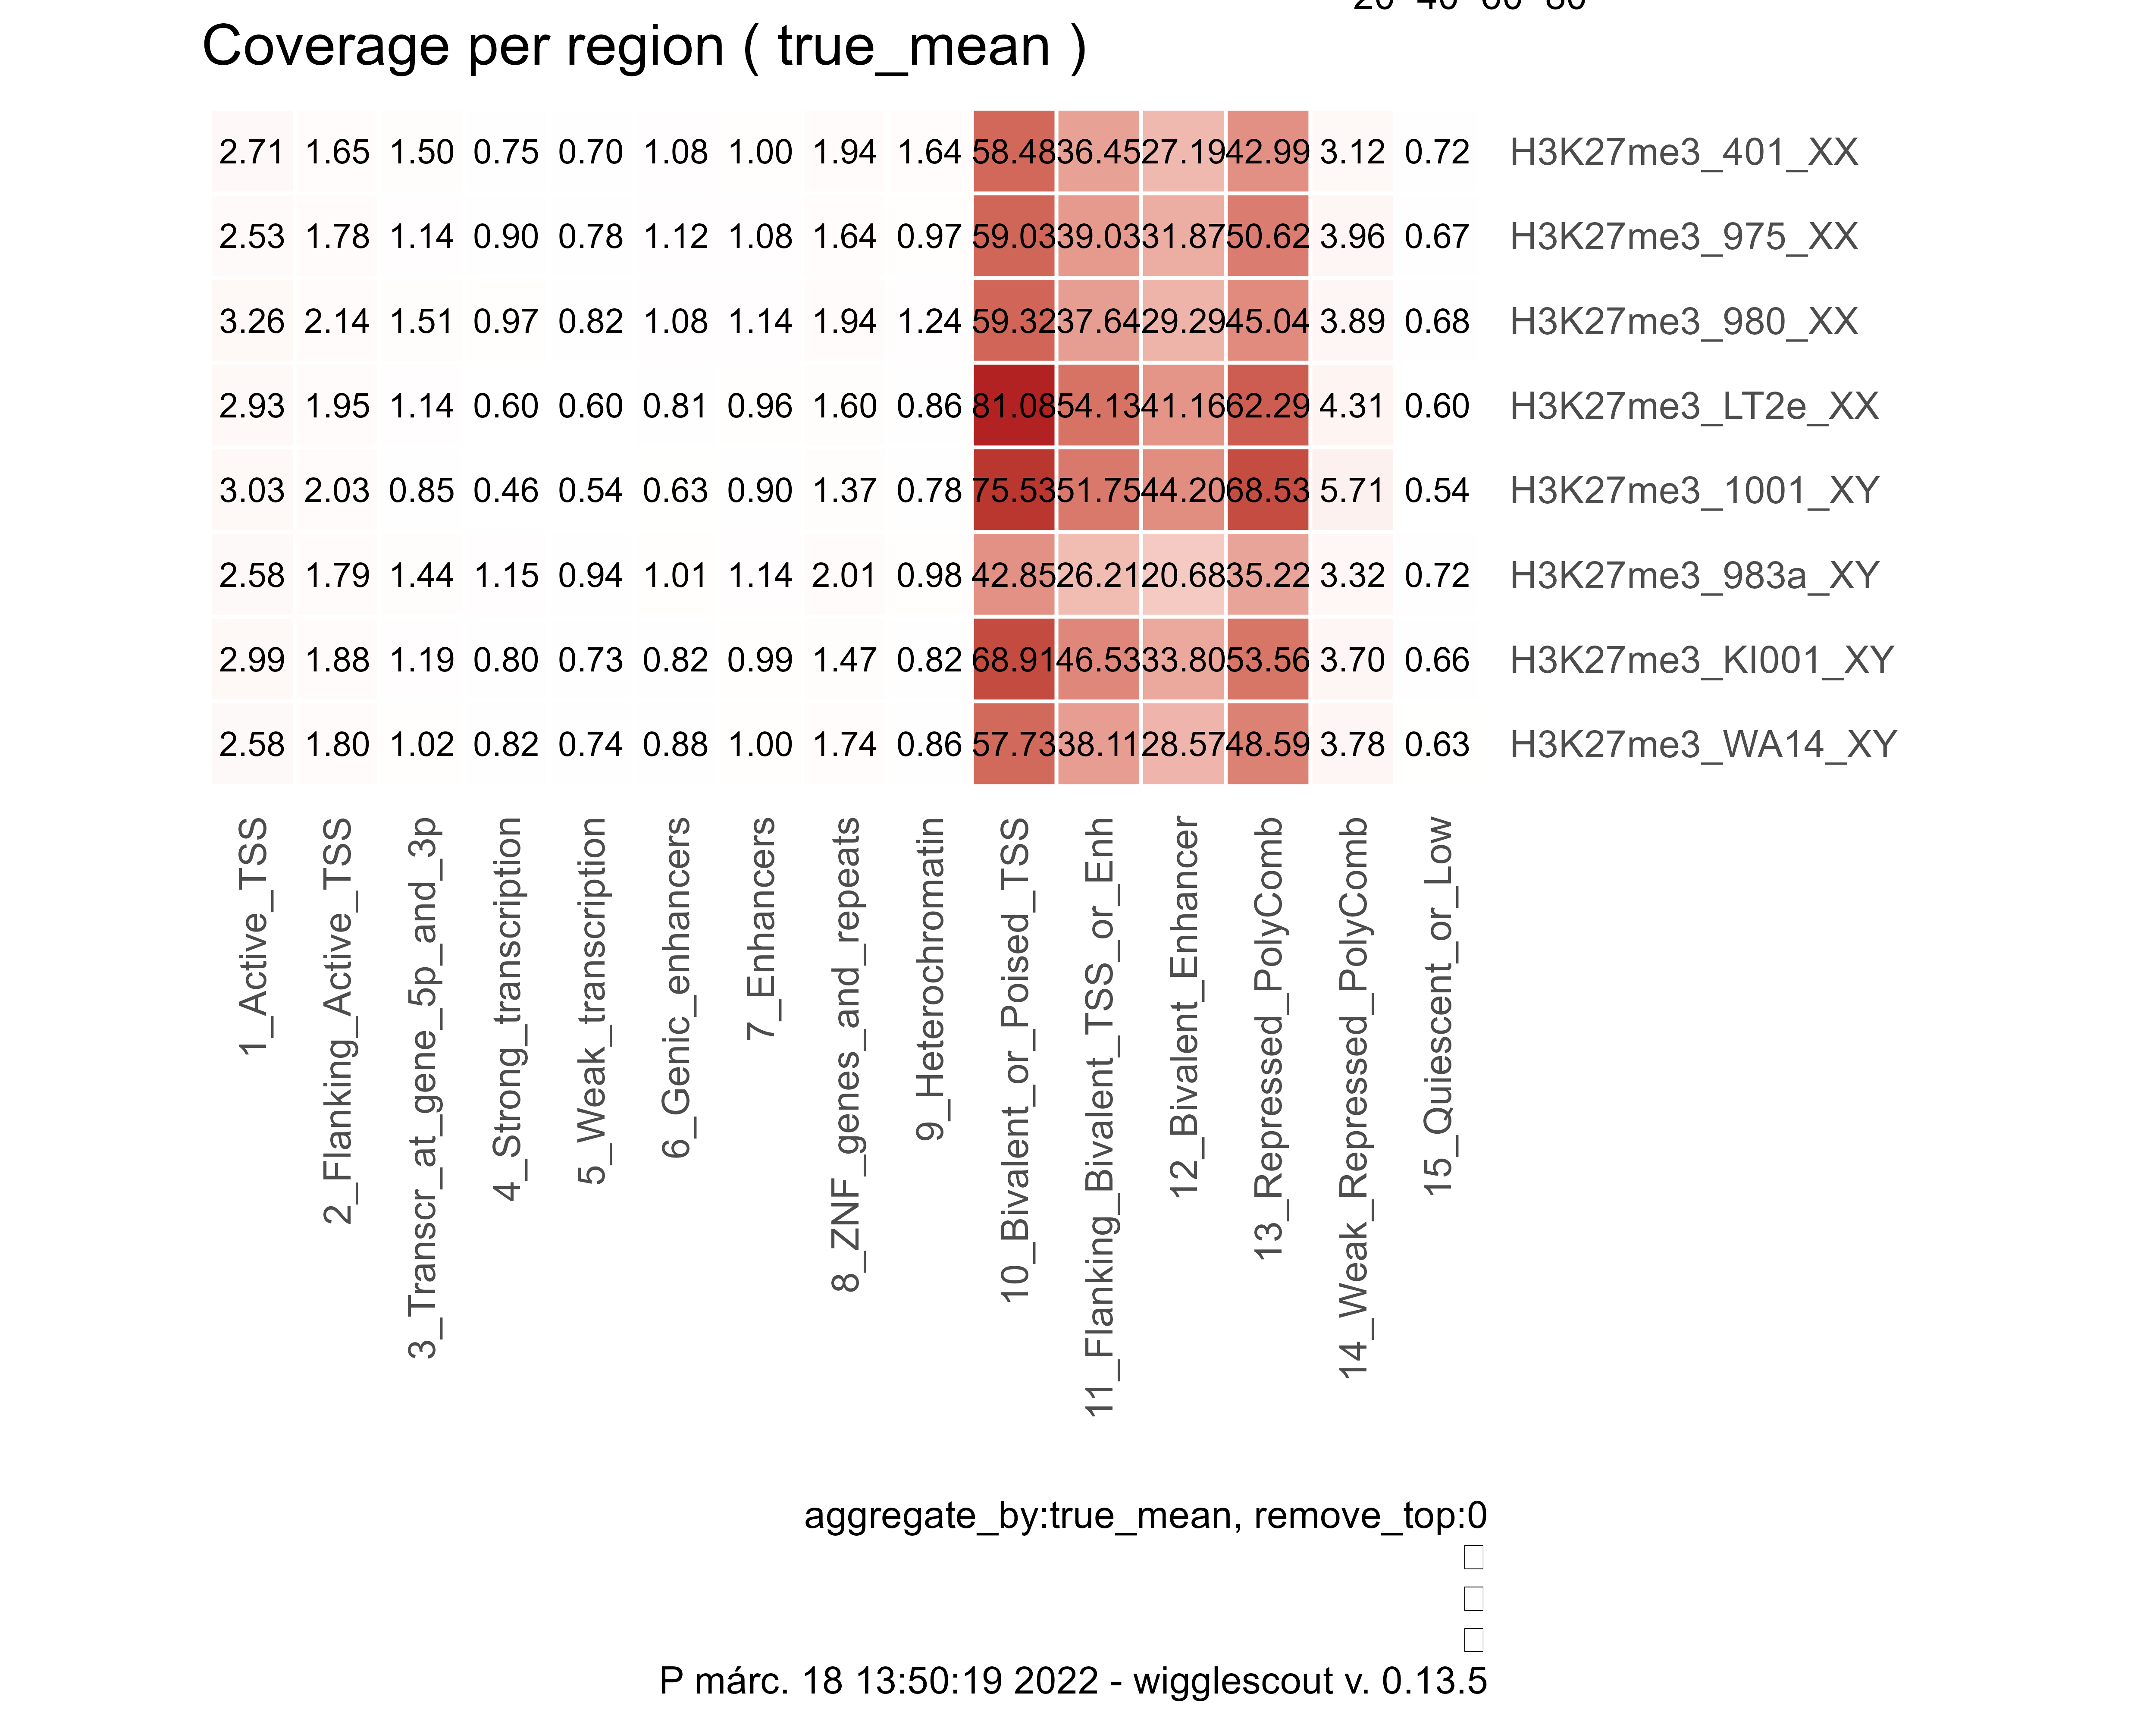 20 40 60 80
Coverage per region ( true_mean )
2.71 1.65 1.50 0.75 0.70 1.08 1.00 1.94 1.64 58.48 36.45 27.19 42.99 3.12 0.72 H3K27me3_401_XX
2.53 1.78 1.14 0.90 0.78 1.12 1.08 1.64 0.97 59.03 39.03 31.87 50.62 3.96 0.67 H3K27me3_975_XX
3.26 2.14 1.51 0.97 0.82 1.08 1.14 1.94 1.24 59.32 37.64 29.29 45.04 3.89 0.68 H3K27me3_980_XX
2.93 1.95 1.14 0.60 0.60 0.81 0.96 1.60 0.86 81.08 54.13 41.16 62.29 4.31 0.60 H3K27me3_LT2e_XX
3.03 2.03 0.85 0.46 0.54 0.63 0.90 1.37 0.78 75.53 51.75 44.20 68.53 5.71 0.54 H3K27me3_1001_XY
2.58 1.79 1.44 1.15 0.94 1.01 1.14 2.01 0.98 42.85 26.21 20.68 35.22 3.32 0.72 H3K27me3_983a_XY
2.99 1.88 1.19 0.80 0.73 0.82 0.99 1.47 0.82 68.91 46.53 33.80 53.56 3.70 0.66 H3K27me3_KI001_XY
2.58 1.80 1.02 0.82 0.74 0.88 1.00 1.74 0.86 57.73 38.11 28.57 48.59 3.78 0.63 H3K27me3_WA14_XY
1_Active_TSS
2_Flanking_Active_TSS
3_Transcr_at_gene_5p_and_3p
4_Strong_transcription
5_Weak_transcription
6_Genic_enhancers
7_Enhancers
8_ZNF_genes_and_repeats
9_Heterochromatin
10_Bivalent_or_Poised_TSS
11_Flanking_Bivalent_TSS_or_Enh
12_Bivalent_Enhancer
13_Repressed_PolyComb
14_Weak_Repressed_PolyComb
15_Quiescent_or_Low
aggregate_by:true_mean, remove_top:0
P márc. 18 13:50:19 2022 - wigglescout v. 0.13.5